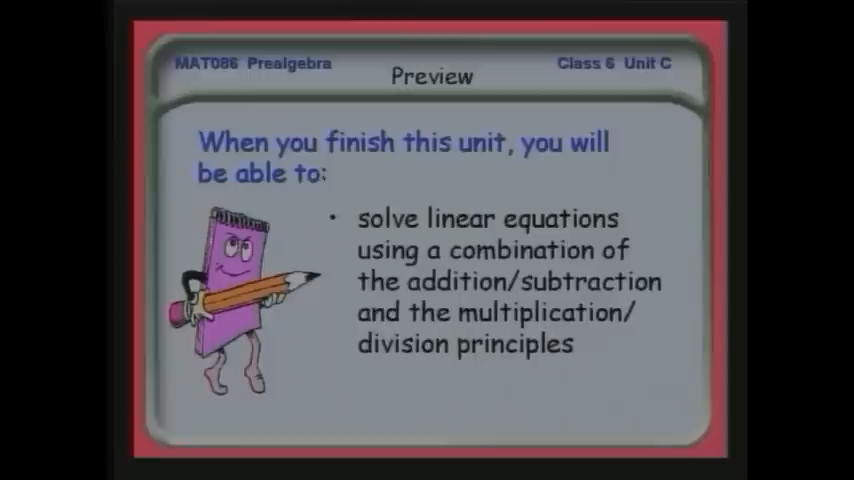 MAT086 Prealgebra
Class 6 Unit C
Preview
When you finish this unit, you will
be able to:
• solve linear equations
using a combination of
the addition/subtraction
and the multiplication/
division principles